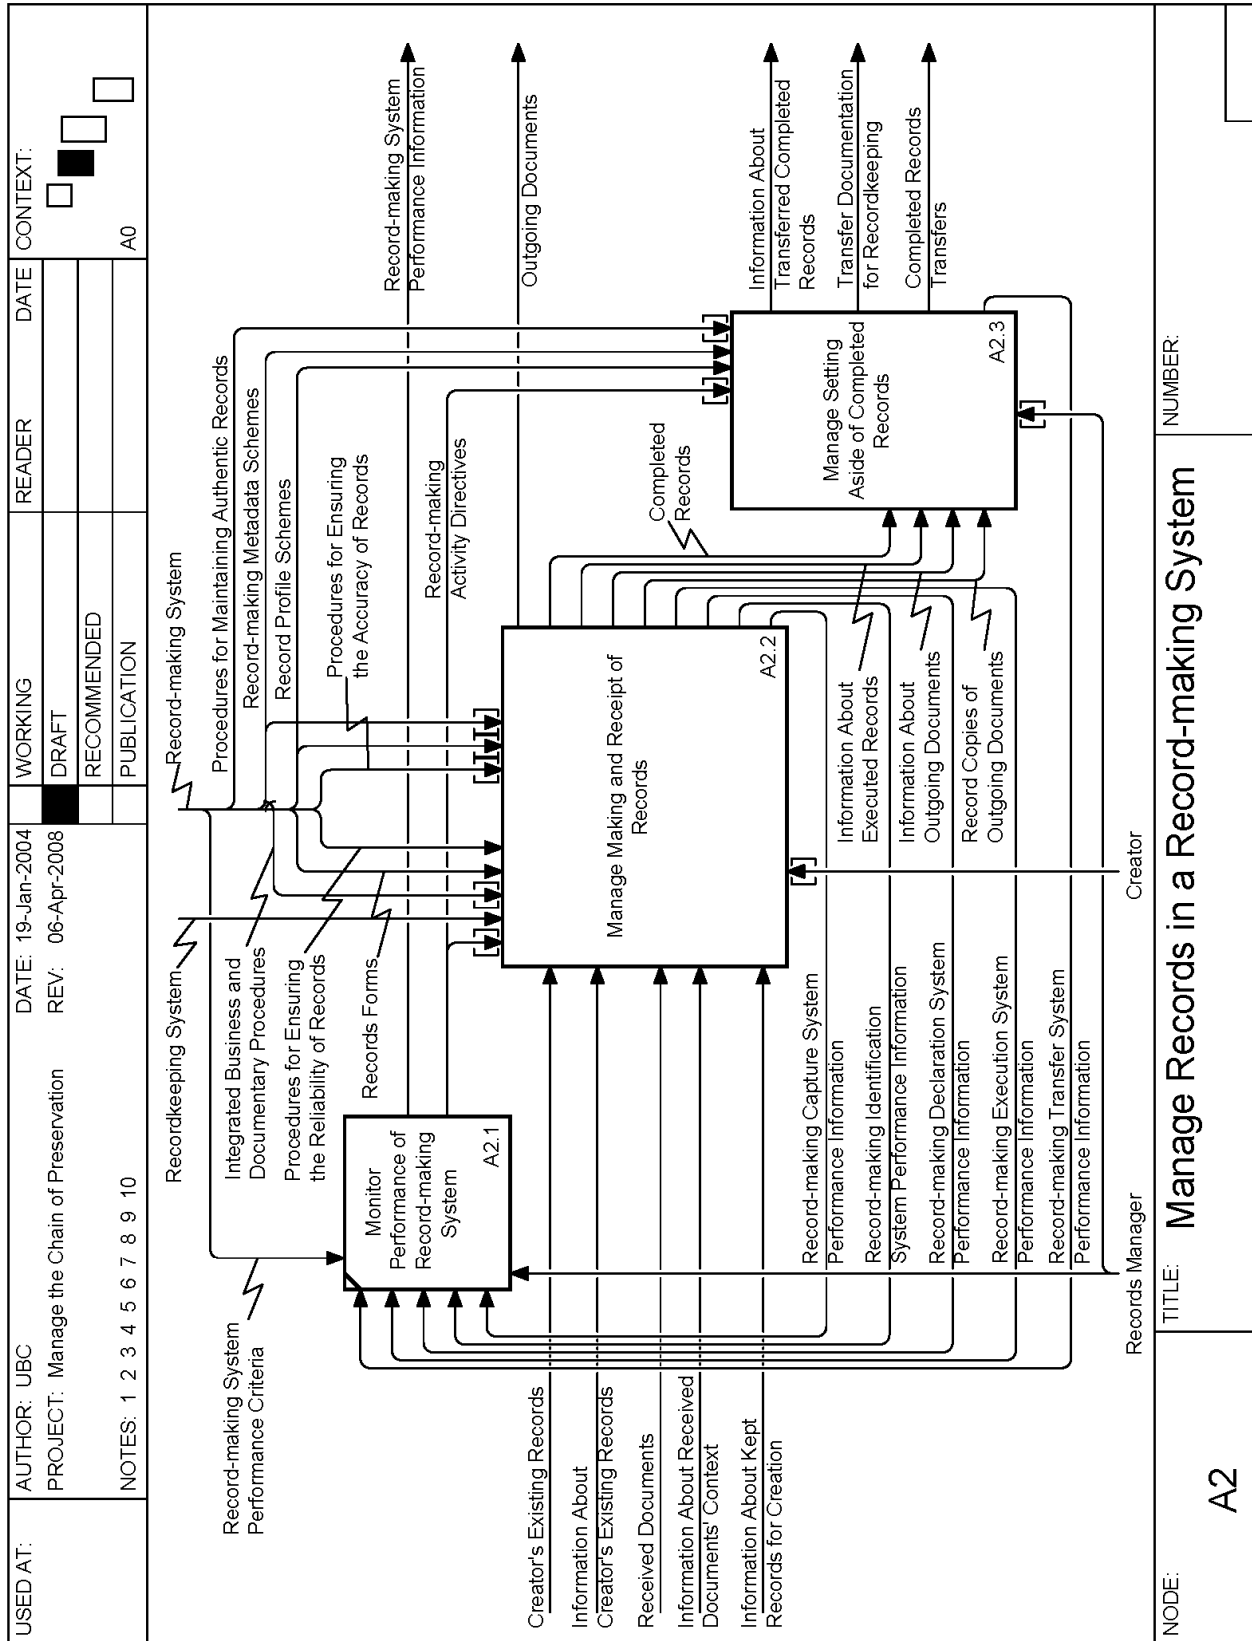 USED AT:
AUTHOR: UBC
PROJECT: Manage the Chain of Preservation
NOTES: 1 2 3 4 5 6 7 8 9 10
DATE: 19-Jan-2004
REV: 06-Apr-2008
WORKING
DRAFT
RECOMMENDED
PUBLICATION
READER
DATE
CONTEXT:
A0
Record-making System
Performance Criteria
Recordkeeping System
Record-making System
Integrated Business and
Documentary Procedures
Procedures for Ensuring
the Reliability of Records
Records Forms
Procedures for Maintaining Authentic Records
Record-making Metadata Schemes
Record Profile Schemes
Procedures for Ensuring
the Accuracy of Records
Record-making
Activity Directives
Record-making System
Performance Information
Outgoing Documents
Monitor
Performance of
Record-making
System
A2.1
Creator's Existing Records
Information About
Creator's Existing Records
Received Documents
Information About Received
Documents' Context
Information About Kept
Records for Creation
Manage Making and Receipt of
Records
A2.2
Completed
Records
Information About
Executed Records
Information About
Outgoing Documents
Record Copies of
Outgoing Documents
Manage Setting
Aside of Completed
Records
A2.3
Information About
Transferred Completed
Records
Transfer Documentation
for Recordkeeping
Completed Records
Transfers
Record-making Capture System
Performance Information
Record-making Identification
System Performance Information
Record-making Declaration System
Performance Information
Record-making Execution System
Performance Information
Record-making Transfer System
Performance Information
Records Manager
Creator
NODE:
A2
TITLE:
Manage Records in a Record-making System
NUMBER: